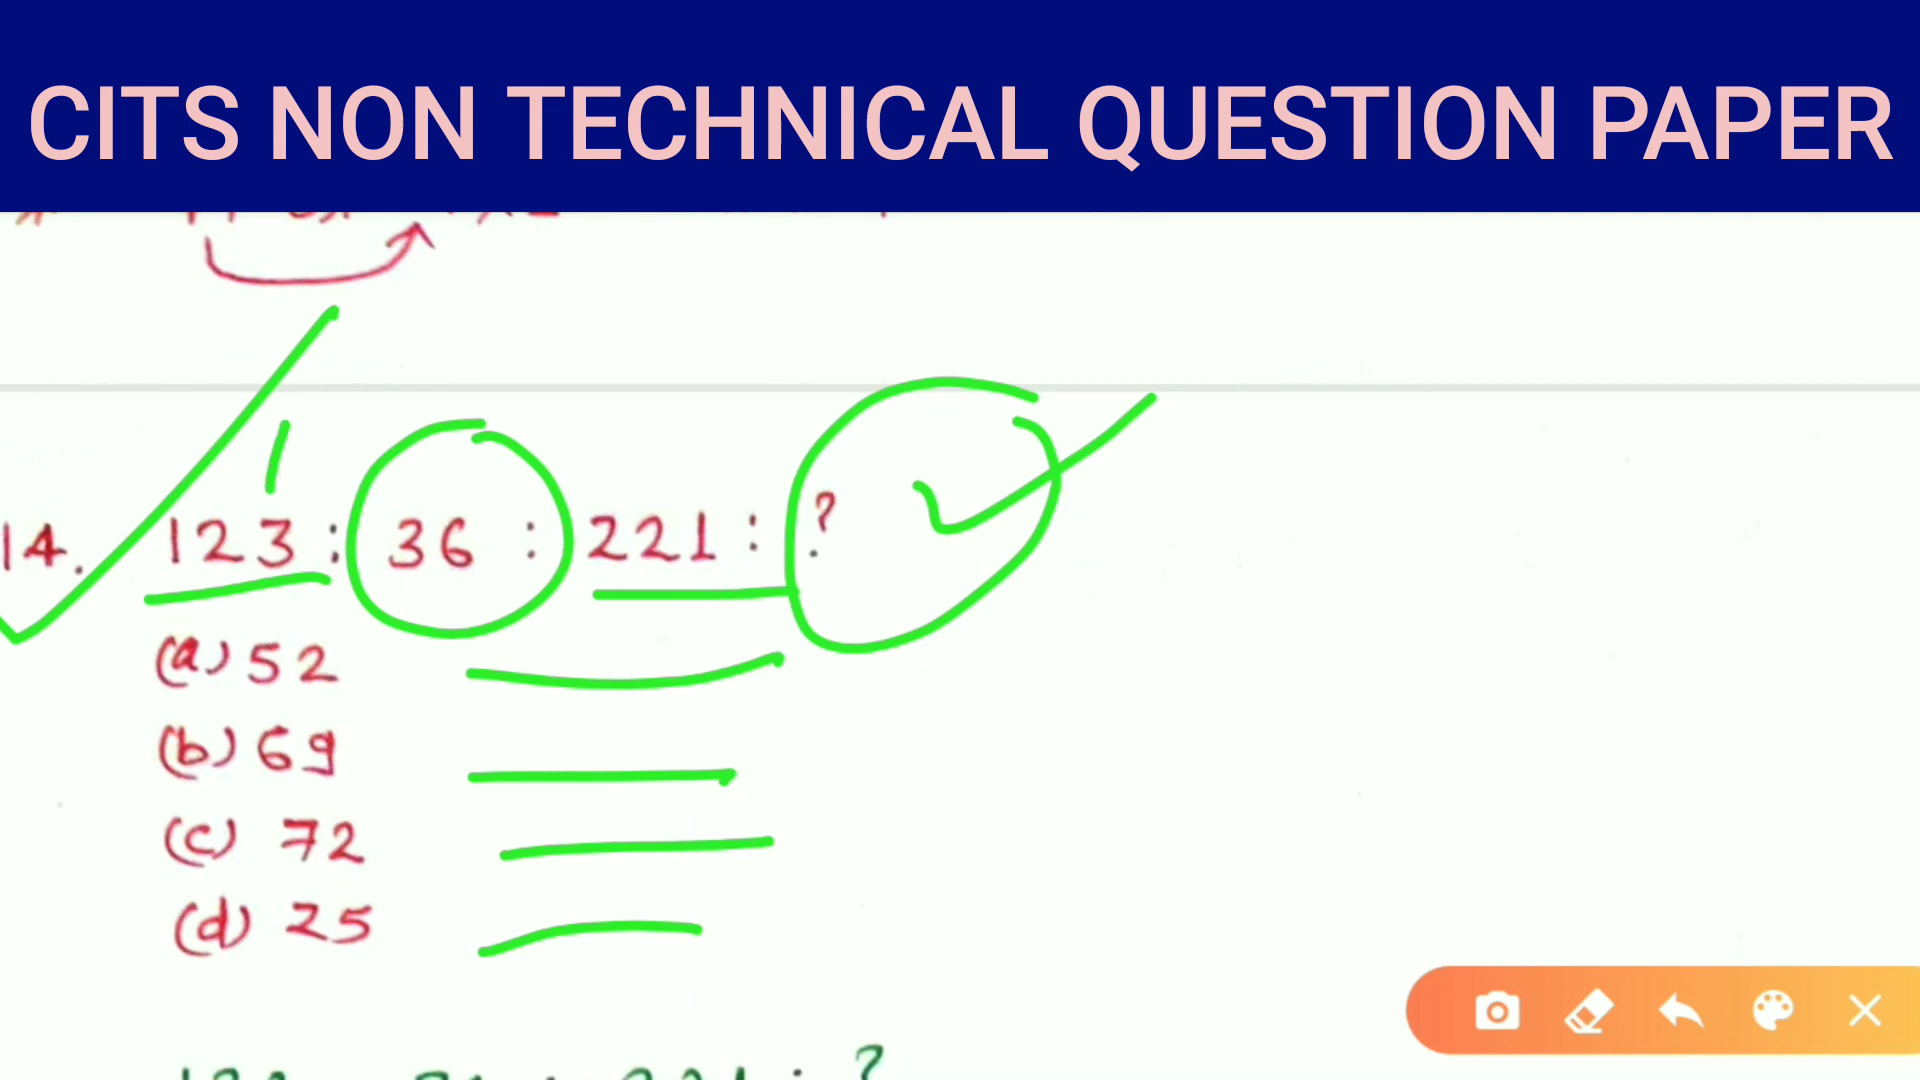 CITS NON TECHNICAL QUESTION PAPER
14. 123 : 36 : 221 : ?
(a) 52
(b) 69
(c) 72
(d) 25